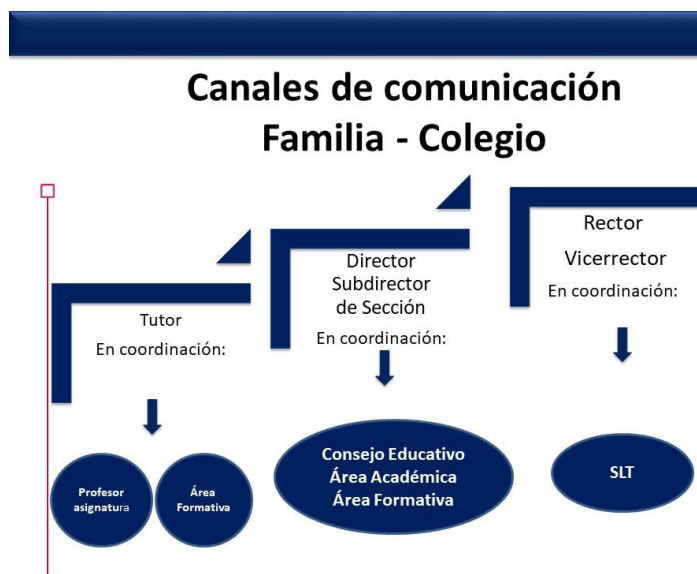 Canales de comunicación
Familia - Colegio
Tutor
En coordinación:
Profesor
asignatura
Área
Formativa
Director
Subdirector
de Sección
En coordinación:
Consejo Educativo
Área Académica
Área Formativa
Rector
Vicerrector
En coordinación:
SLT